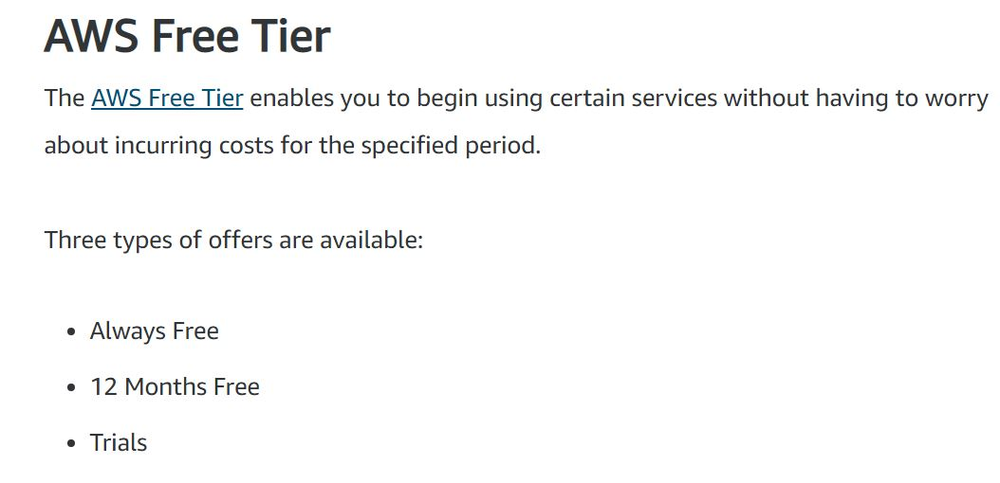 AWS Free Tier
The AWS Free Tier enables you to begin using certain services without having to worry
about incurring costs for the specified period.
Three types of offers are available:
• Always Free
• 12 Months Free
• Trials